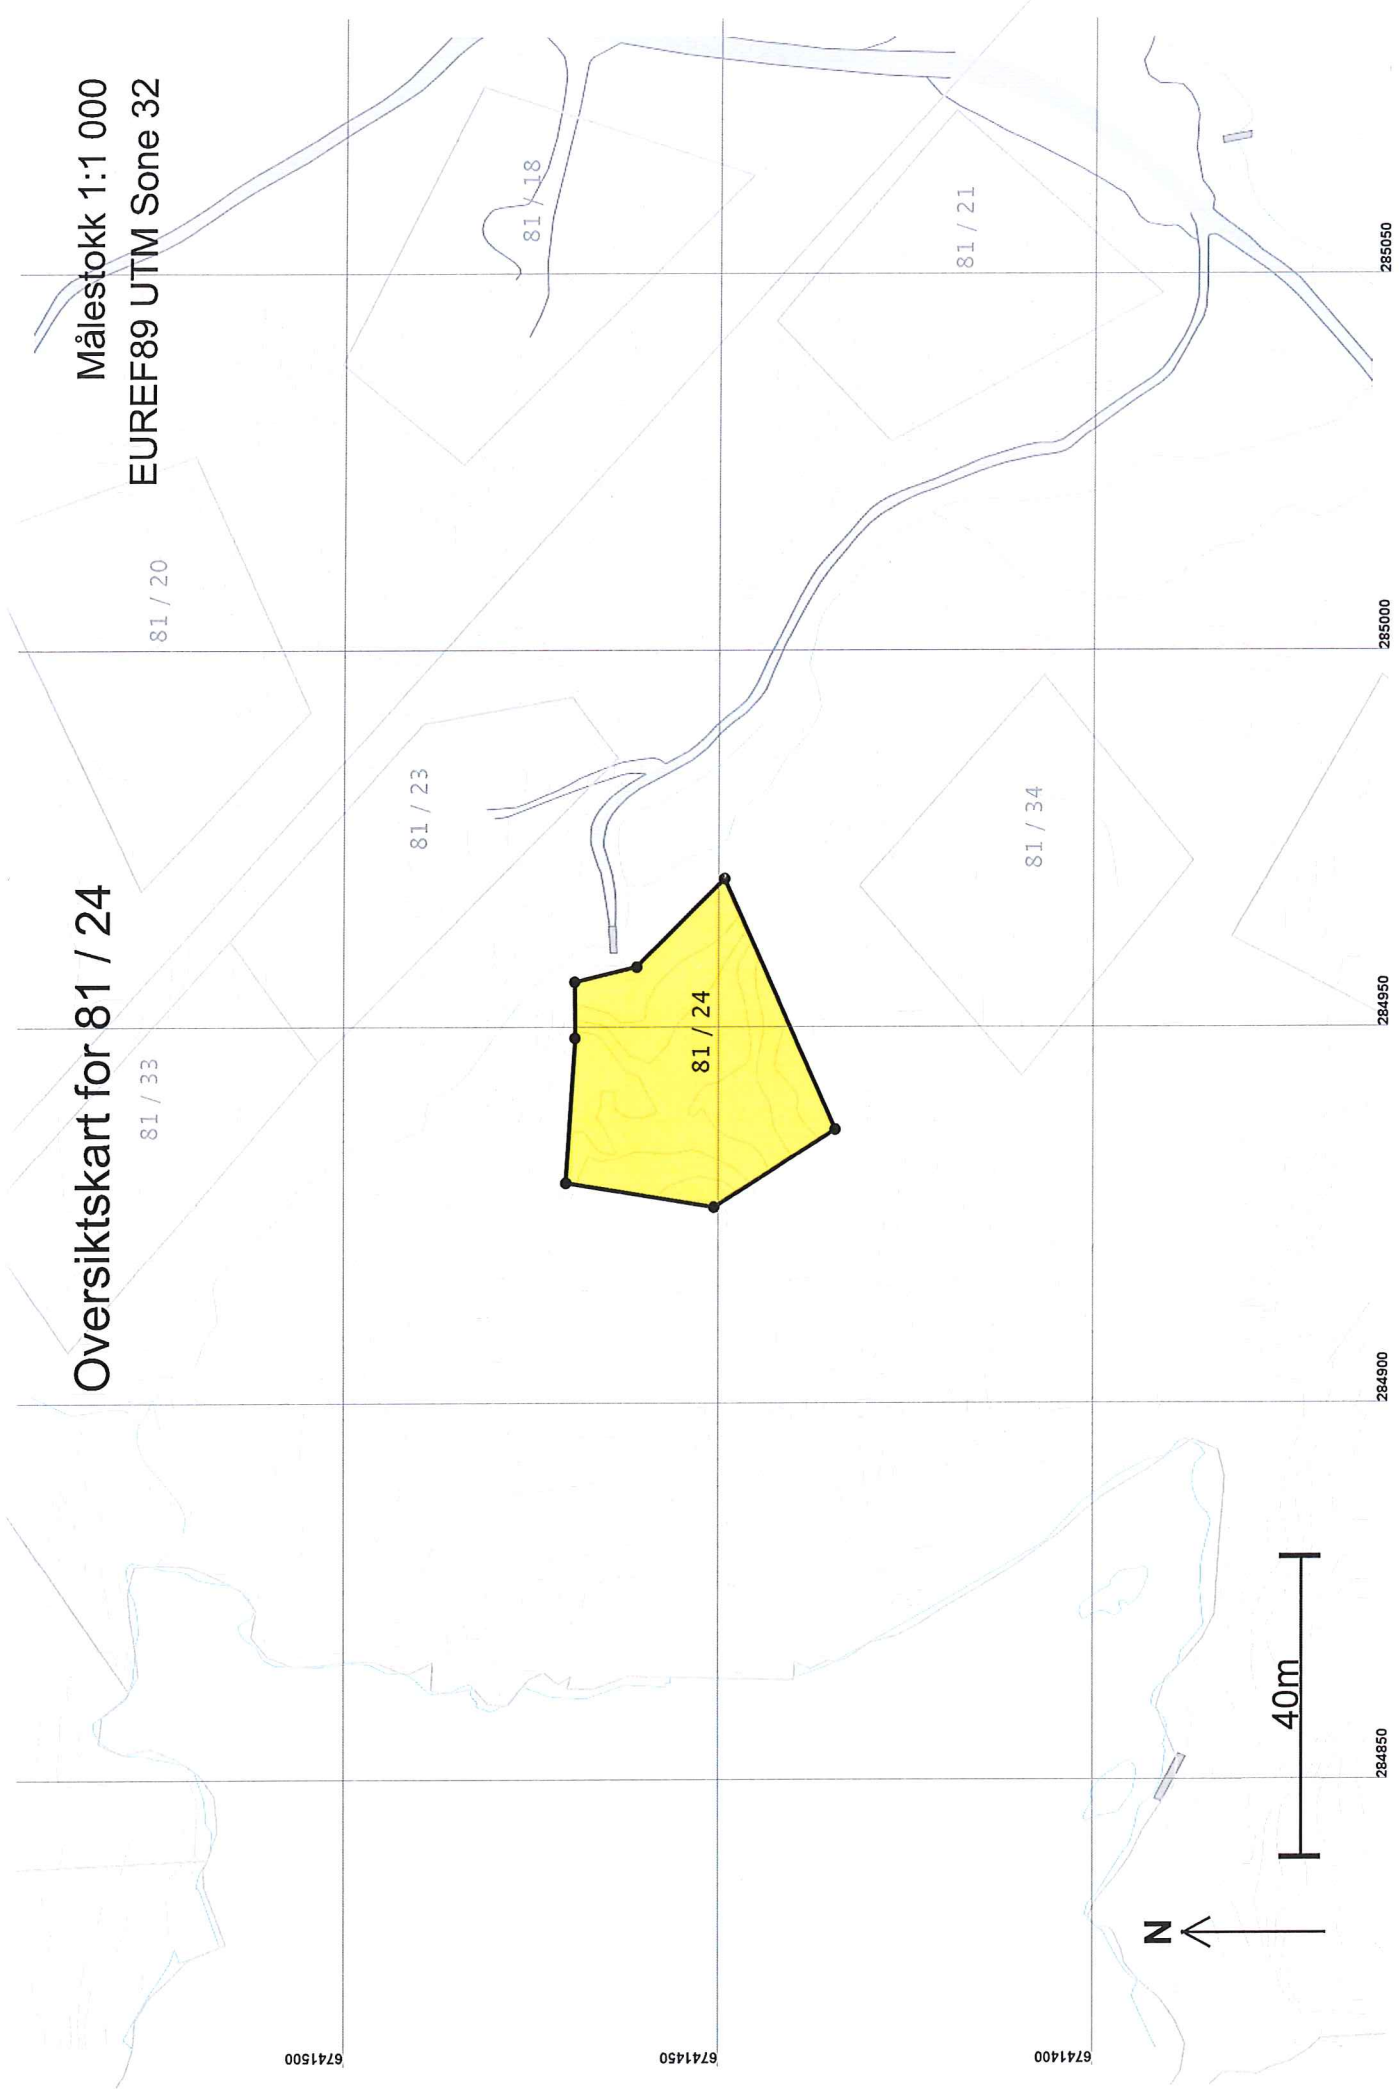 Oversiktskart for 81 / 24
Målestokk 1:1 000
EUREF89 UTM Sone 32
81 / 33
81 / 20
81 / 23
81 / 18
81 / 24
81 / 34
81 / 21
6741500
6741450
6741400
N
40m
284850
284900
284950
285000
285050